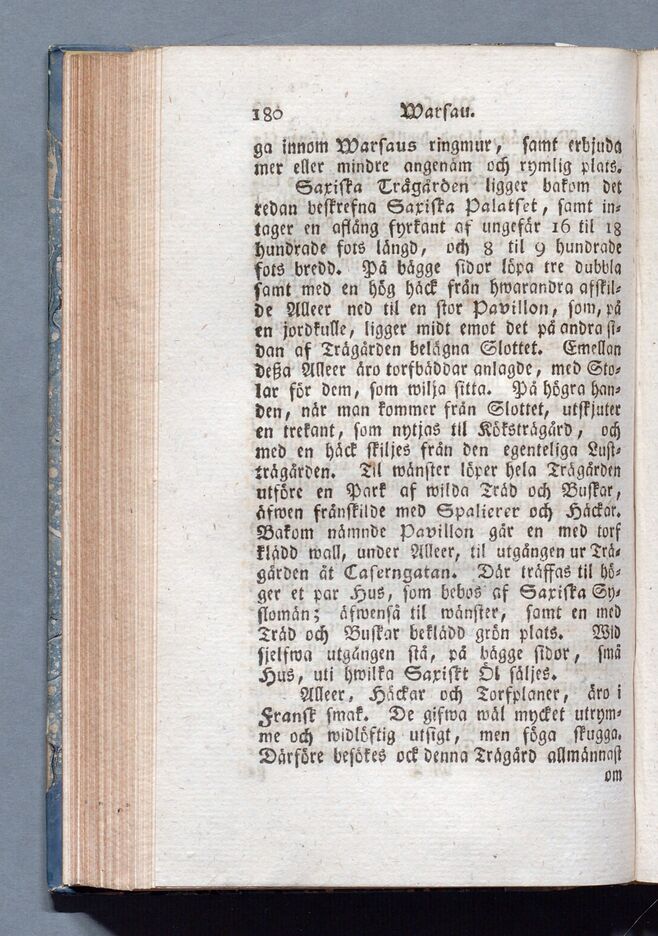 180 Warsau.
ga innom Warsaus ringmur, samt erbjuda
mer eller mindre angenäm och rymlig plats.
Saxiska Trägården ligger bakom det
redan beskrefna Saxiska Palatset, samt in-
tager en aflång fyrkant af ungefär 16 til 18
hundrade fots längd, och 8 til 9 hundrade
fots bredd. På bägge sidor löpa tre dubbla
samt med en hög häck från hwarandra afskil-
de Alleer ned til en stor Pavillon, som, på
en jordkulle, ligger midt emot det på andra si-
dan af Trägården belägna Slottet. Emellan
deßa Alleer äro torfbäddar anlagde, med Sto-
lar för dem, som wilja sitta. På högra han-
den, när man kommer från Slottet, utskjuter
en trekant, som nytjas til Köksträgård, och
med en häck skiljes från den egenteliga Lust-
trägården. Til wänster löper hela Trägården
utföre en Park af wilda Träd och Buskar,
äfwen frånskilde med Spalierer och Häckar.
Bakom nämnde Pavillon går en med torf
klädd wall, under Alleer, til utgången ur Trä-
gården åt Caserngatan. Där träffas til hö-
ger et par Hus, som bebos af Saxiska Sy-
slomän; äfwenså til wänster, samt en med
Träd och Buskar beklädd grön plats. Wid
sjelfwa utgången stå, på bägge sidor, små
Hus, uti hwilka Saxiskt Öl säljes.
Alleer, Häckar och Torfplaner, äro i
Fransk smak. De gifwa wäl mycket utrym-
me och widlöftig utsigt, men föga skugga.
Därföre besökes ock denna Trägård allmännast
om